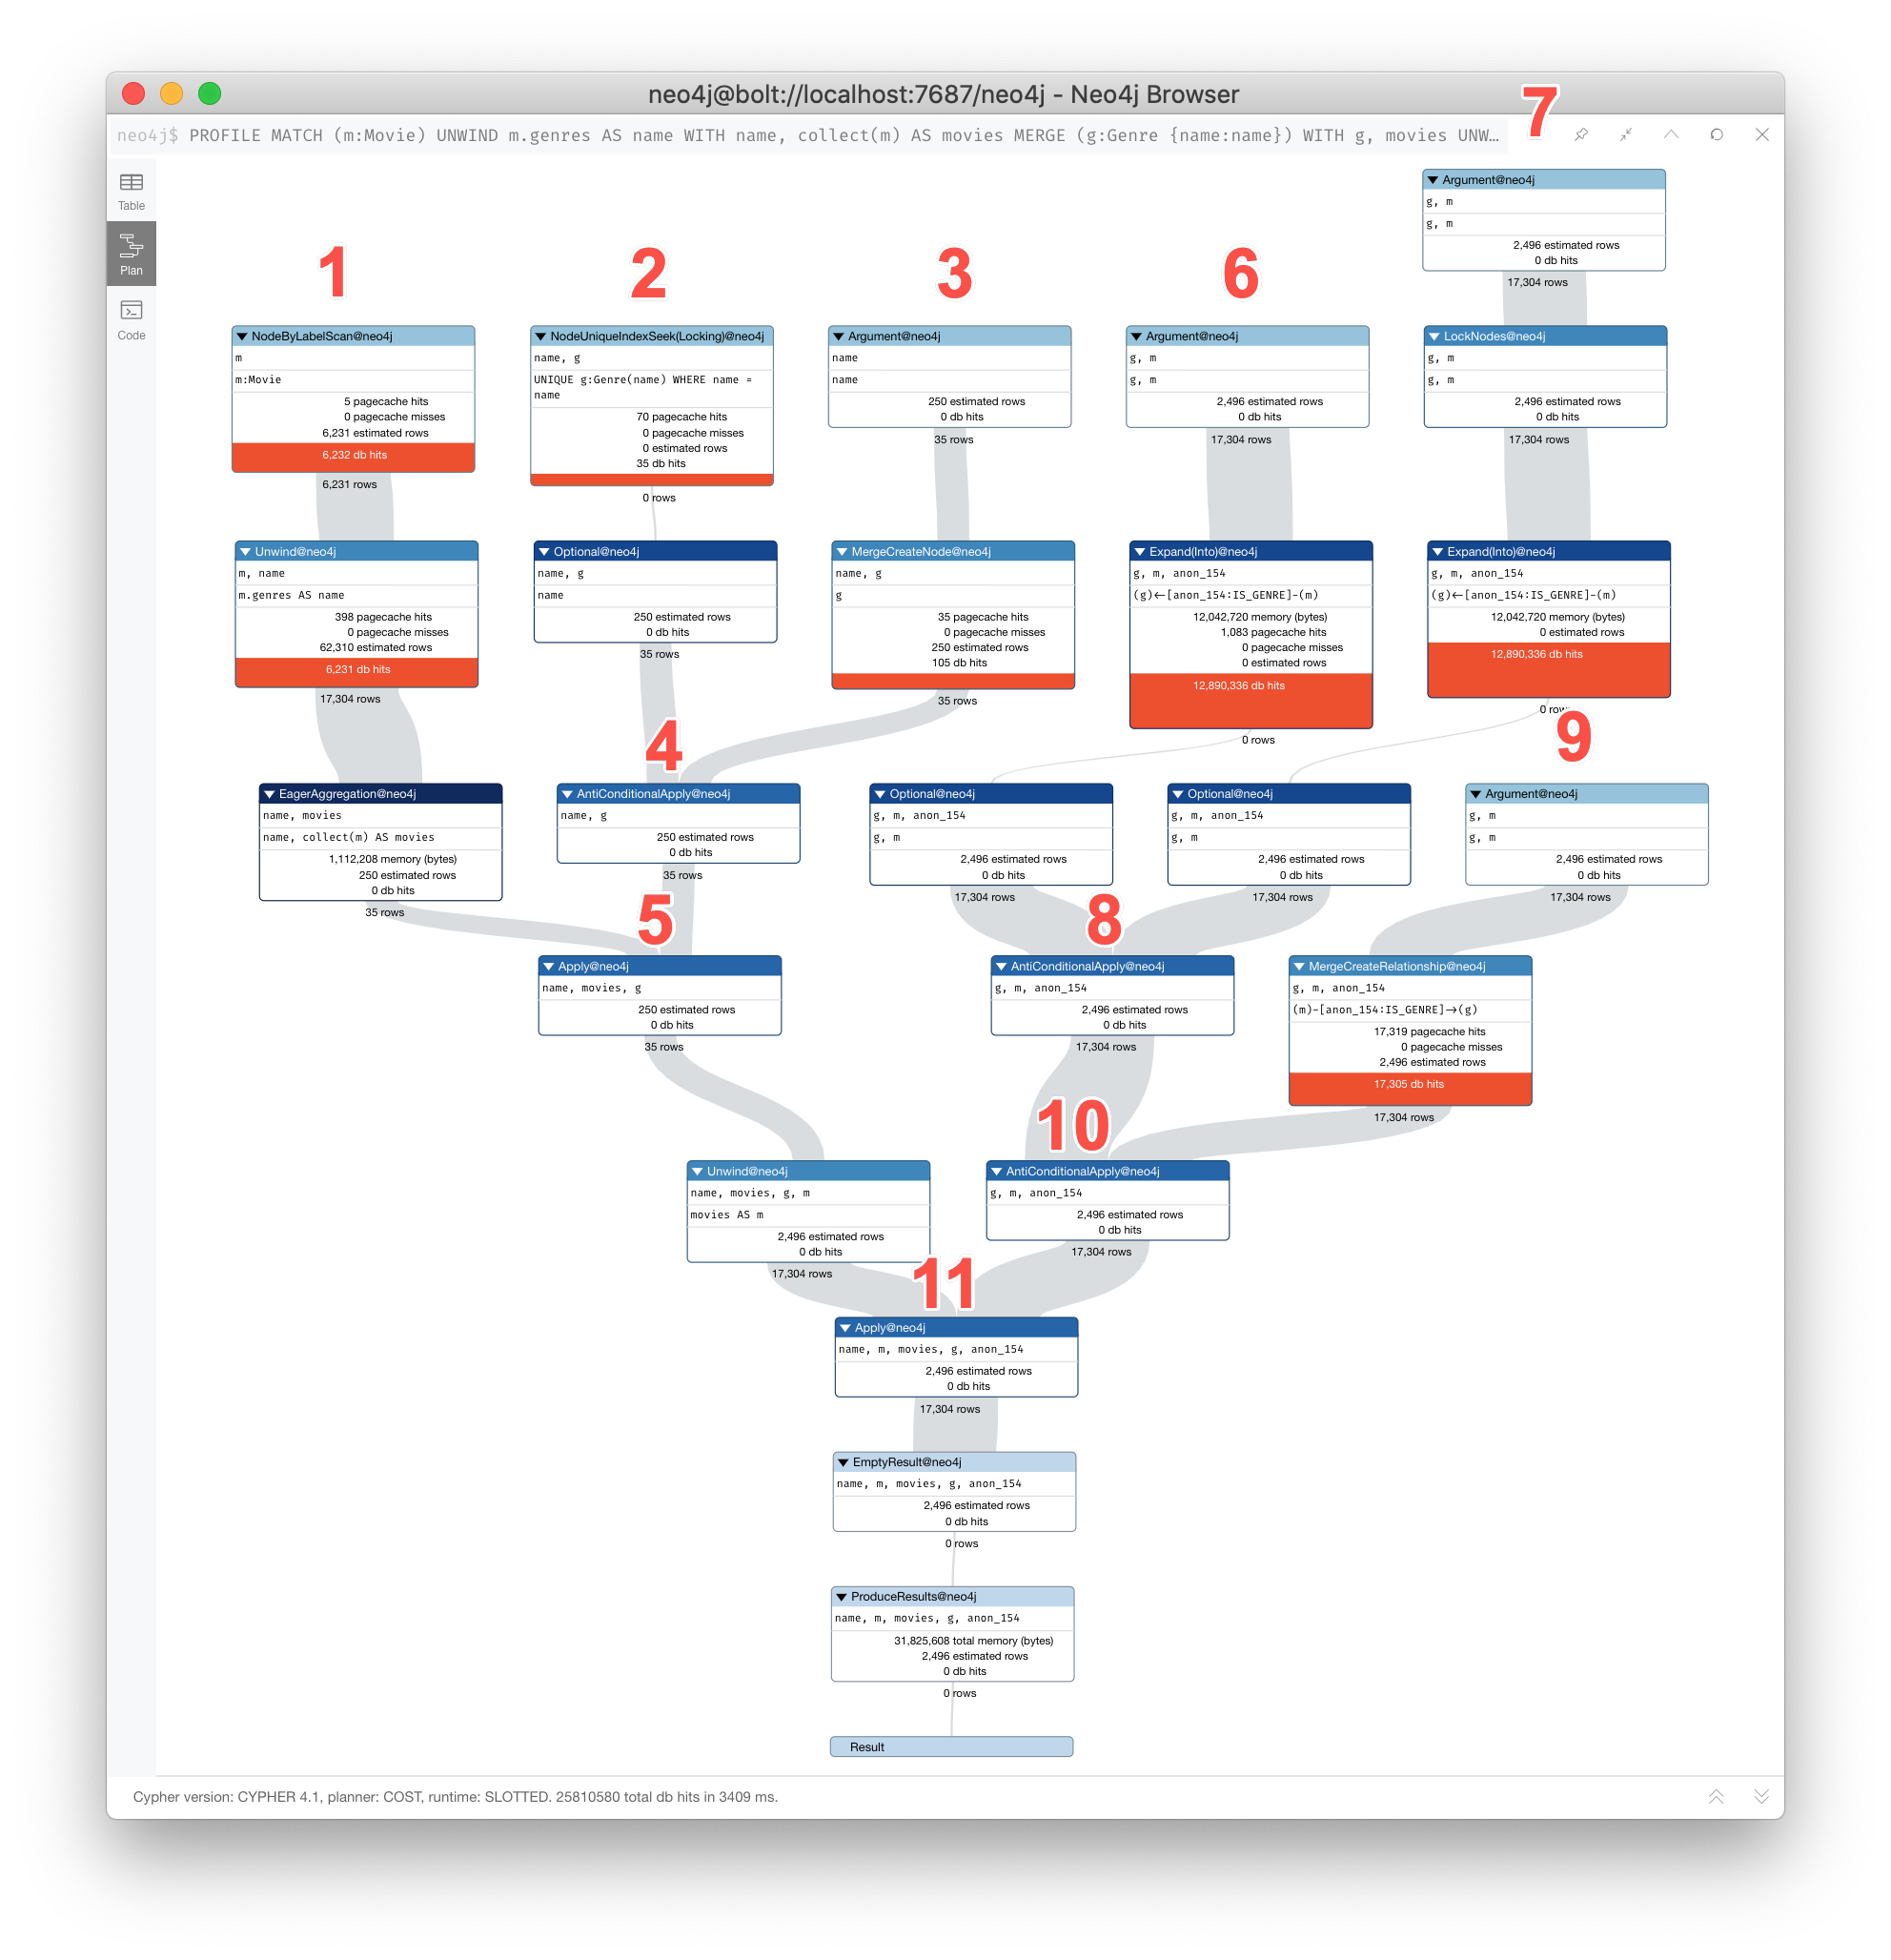 neo4j@bolt://localhost:7687/neo4j - Neo4j Browser
neo4j$ PROFILE MATCH (m:Movie) UNWIND m.genres AS name WITH name, collect(m) AS movies MERGE (g:Genre {name:name}) WITH g, movies UNW…
7
Table
Plan
Code
Argument@neo4j
g, m
g, m
2,496 estimated rows
0 db hits
17,304 rows
1
NodeByLabelScan@neo4j
m
m:Movie
5 pagecache hits
0 pagecache misses
6,231 estimated rows
6,232 db hits
6,231 rows
2
NodeUniqueIndexSeek(Locking)@neo4j
name, g
UNIQUE g:Genre(name) WHERE name =
name
70 pagecache hits
0 pagecache misses
0 estimated rows
35 db hits
0 rows
3
Argument@neo4j
name
name
250 estimated rows
0 db hits
35 rows
6
Argument@neo4j
g, m
g, m
2,496 estimated rows
0 db hits
17,304 rows
LockNodes@neo4j
g, m
g, m
2,496 estimated rows
0 db hits
17,304 rows
Unwind@neo4j
m, name
m.genres AS name
398 pagecache hits
0 pagecache misses
62,310 estimated rows
6,231 db hits
17,304 rows
Optional@neo4j
name, g
name
250 estimated rows
0 db hits
35 rows
MergeCreateNode@neo4j
name, g
g
35 pagecache hits
0 pagecache misses
250 estimated rows
105 db hits
35 rows
Expand(Into)@neo4j
g, m, anon_154
(g)←[anon_154:IS_GENRE]-(m)
12,042,720 memory (bytes)
1,083 pagecache hits
0 pagecache misses
0 estimated rows
12,890,336 db hits
0 rows
Expand(Into)@neo4j
g, m, anon_154
(g)←[anon_154:IS_GENRE]-(m)
12,042,720 memory (bytes)
0 estimated rows
12,890,336 db hits
0 rows
EagerAggregation@neo4j
name, movies
name, collect(m) AS movies
1,112,208 memory (bytes)
250 estimated rows
0 db hits
35 rows
4
AntiConditionalApply@neo4j
name, g
250 estimated rows
0 db hits
35 rows
Optional@neo4j
g, m, anon_154
g, m
2,496 estimated rows
0 db hits
17,304 rows
Optional@neo4j
g, m, anon_154
g, m
2,496 estimated rows
0 db hits
17,304 rows
9
Argument@neo4j
g, m
g, m
2,496 estimated rows
0 db hits
17,304 rows
5
Apply@neo4j
name, movies, g
250 estimated rows
0 db hits
35 rows
8
AntiConditionalApply@neo4j
g, m, anon_154
2,496 estimated rows
0 db hits
17,304 rows
MergeCreateRelationship@neo4j
g, m, anon_154
(m)-[anon_154:IS_GENRE]→(g)
17,319 pagecache hits
0 pagecache misses
2,496 estimated rows
17,305 db hits
17,304 rows
Unwind@neo4j
name, movies, g, m
movies AS m
2,496 estimated rows
0 db hits
17,304 rows
10
AntiConditionalApply@neo4j
g, m, anon_154
2,496 estimated rows
0 db hits
17,304 rows
11
Apply@neo4j
name, m, movies, g, anon_154
2,496 estimated rows
0 db hits
17,304 rows
EmptyResult@neo4j
name, m, movies, g, anon_154
2,496 estimated rows
0 db hits
0 rows
ProduceResults@neo4j
name, m, movies, g, anon_154
31,825,608 total memory (bytes)
2,496 estimated rows
0 db hits
0 rows
Result
Cypher version: CYPHER 4.1, planner: COST, runtime: SLOTTED. 25810580 total db hits in 3409 ms.